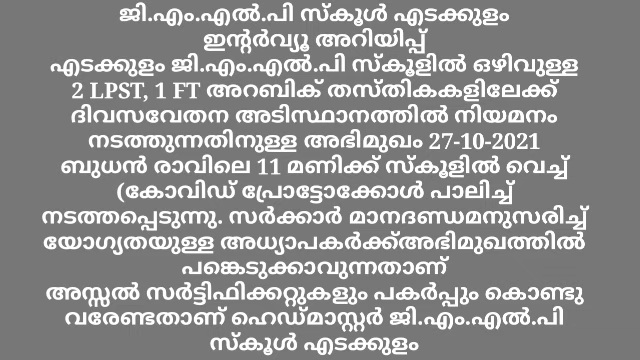 ജി.എം.എൽ.പി സ്കൂൾ എടക്കുളം
ഇന്റർവ്യൂ അറിയിപ്പ്
എടക്കുളം ജി.എം.എൽ.പി സ്കൂളിൽ ഒഴിവുള്ള
2 LPST, 1 FT അറബിക് തസ്തികകളിലേക്ക്
ദിവസവേതന അടിസ്ഥാനത്തിൽ നിയമനം
നടത്തുന്നതിനുള്ള അഭിമുഖം 27-10-2021
ബുധൻ രാവിലെ 11 മണിക്ക് സ്കൂളിൽ വെച്ച്
(കോവിഡ് പ്രോട്ടോക്കോൾ പാലിച്ച്
നടത്തപ്പെടുന്നു. സർക്കാർ മാനദണ്ഡമനുസരിച്ച്
യോഗ്യതയുള്ള അധ്യാപകർക്ക്അഭിമുഖത്തിൽ
പങ്കെടുക്കാവുന്നതാണ്
അസ്സൽ സർട്ടിഫിക്കറ്റുകളും പകർപ്പും കൊണ്ടു
വരേണ്ടതാണ് ഹെഡ്മാസ്റ്റർ ജി.എം.എൽ.പി
സ്കൂൾ എടക്കുളം